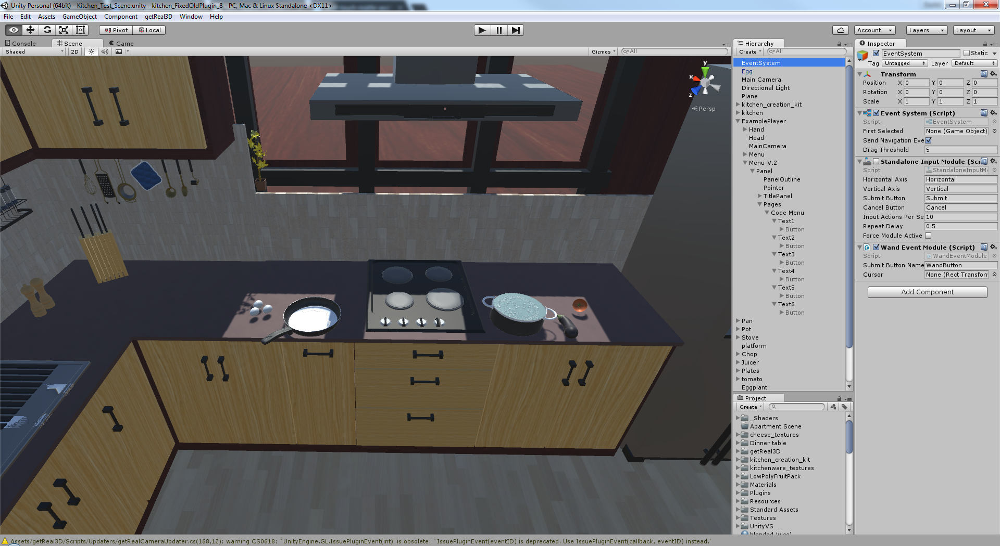 Unity Personal (64bit) - Kitchen_Test_Scene.unity - kitchen_FixedOldPlugin_8 - PC, Mac & Linux Standalone <DX11>
File Edit Assets GameObject Component getReal3D Window Help
Pivot Local Account Layers Layout
Console Scene Game
Shaded 2D Gizmos All
y
x
z
Persp
Hierarchy
Create All
EventSystem
Egg
Main Camera
Directional Light
Plane
kitchen_creation_kit
kitchen
ExamplePlayer
Hand
Head
MainCamera
Menu
Menu-V.2
Panel
PanelOutline
Pointer
TitlePanel
Pages
Code Menu
Text1
Button
Text2
Button
Text3
Button
Text4
Button
Text5
Button
Text6
Button
Pan
Pot
Stove
platform
Chop
Juicer
Plates
tomato
Eggplant
Project
Create
_Shaders
Apartment Scene
cheese_textures
Dinner table
getReal3D
kitchen_creation_kit
kitchenware_textures
LowPolyFruitPack
Materials
Plugins
Resources
Standard Assets
Textures
UnityVS
Inspector
EventSystem Static
Tag Untagged Layer Default
Transform
Position X 0 Y 0 Z 0
Rotation X 0 Y 0 Z 0
Scale X 1 Y 1 Z 1
Event System (Script)
Script EventSystem
First Selected None (Game Object)
Send Navigation Eve
Drag Threshold 5
Standalone Input Module (Scr
Script StandaloneInputM
Horizontal Axis Horizontal
Vertical Axis Vertical
Submit Button Submit
Cancel Button Cancel
Input Actions Per Se 10
Repeat Delay 0.5
Force Module Active
Wand Event Module (Script)
Script WandEventModule
Submit Button Name WandButton
Cursor None (Rect Transform
Add Component
Assets/getReal3D/Scripts/Updaters/getRealCameraUpdater.cs(168,12): warning CS0618: `UnityEngine.GL.IssuePluginEvent(int)' is obsolete: `IssuePluginEvent(eventID) is deprecated. Use IssuePluginEvent(callback, eventID) instead.'